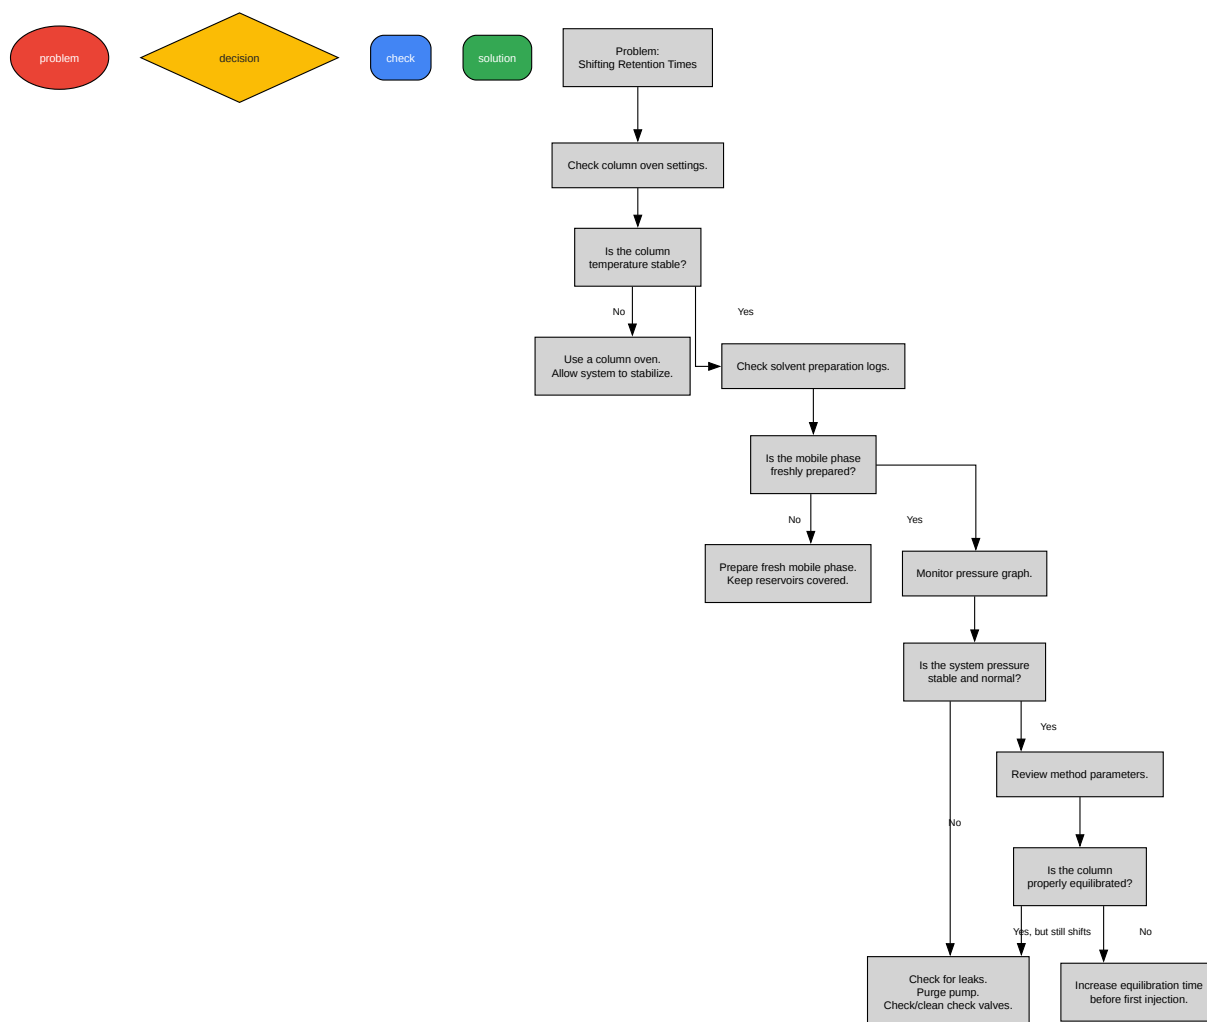 problem
decision
check
solution
Problem:
Shifting Retention Times
Check column oven settings.
Is the column
temperature stable?
No
Yes
Use a column oven.
Allow system to stabilize.
Check solvent preparation logs.
Is the mobile phase
freshly prepared?
No
Yes
Prepare fresh mobile phase.
Keep reservoirs covered.
Monitor pressure graph.
Is the system pressure
stable and normal?
Yes
Review method parameters.
No
Is the column
properly equilibrated?
Yes, but still shifts
No
Check for leaks.
Purge pump.
Check/clean check valves.
Increase equilibration time
before first injection.